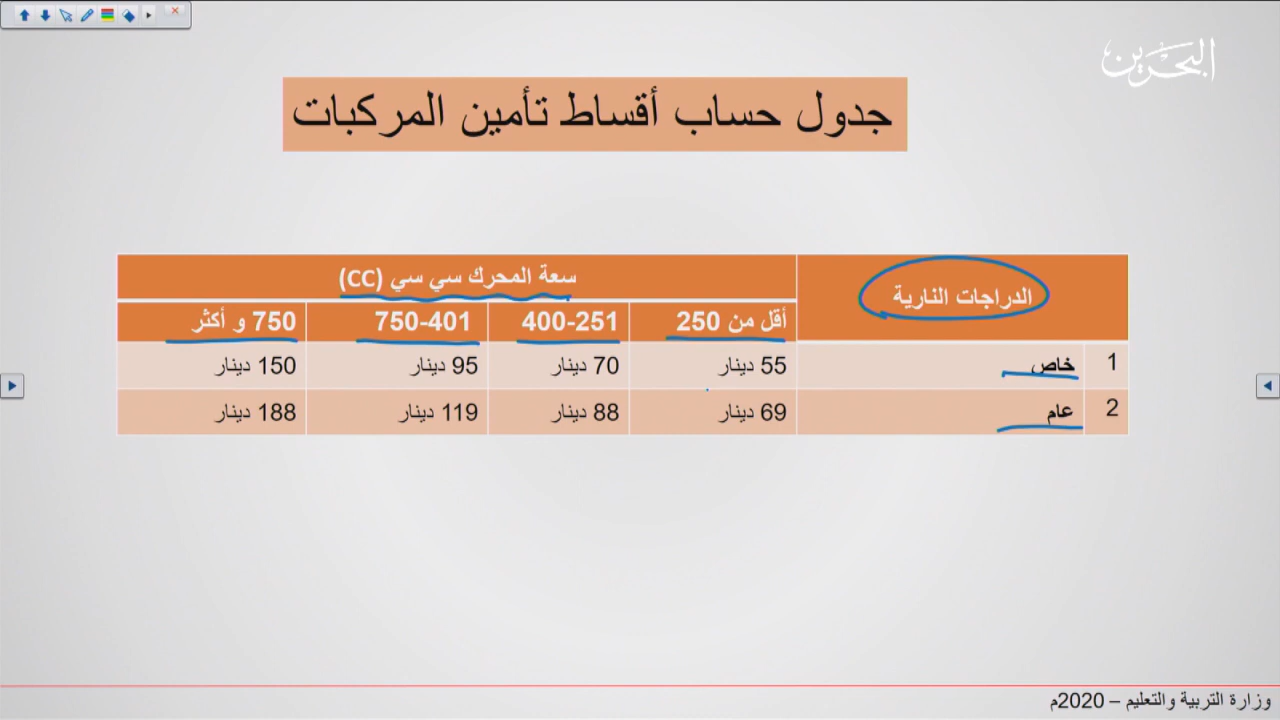 البحرين
جدول حساب أقساط تأمين المركبات
الدراجات النارية
سعة المحرك سي سي (CC)
أقل من 250
400-251
750-401
750 و أكثر
1 خاص 55 دينار 70 دينار 95 دينار 150 دينار
2 عام 69 دينار 88 دينار 119 دينار 188 دينار
وزارة التربية والتعليم – 2020م